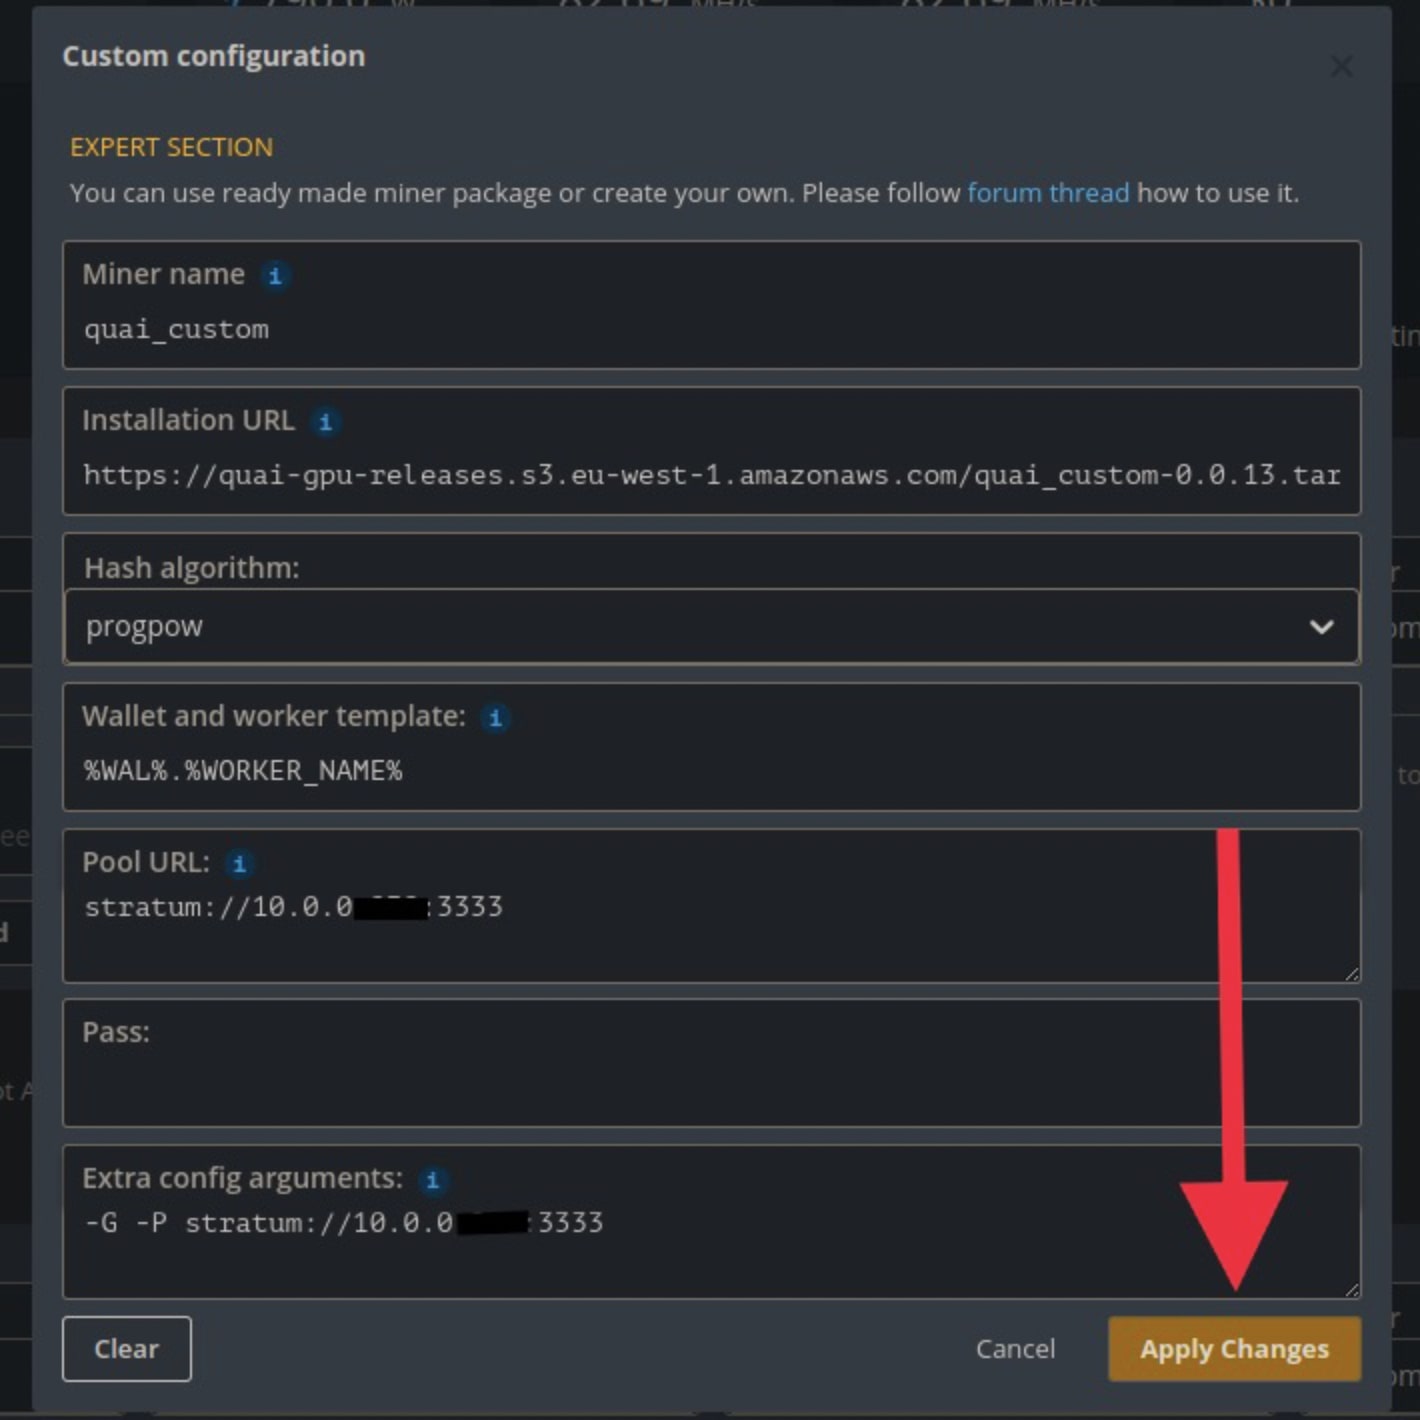 Custom configuration
EXPERT SECTION
You can use ready made miner package or create your own. Please follow forum thread how to use it.
Miner name i
quai_custom
Installation URL i
https://quai-gpu-releases.s3.eu-west-1.amazonaws.com/quai_custom-0.0.13.tar
Hash algorithm:
progpow
Wallet and worker template: i
%WAL%.%WORKER_NAME%
Pool URL: i
stratum://10.0.0 :3333
Pass:
Extra config arguments: i
-G -P stratum://10.0.0 :3333
Clear
Cancel
Apply Changes